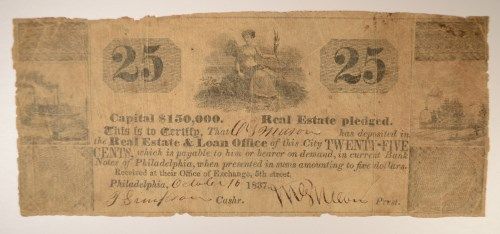 25 25
Capital $150,000. Real Estate pledged.
This is to Certify, That has deposited in
the Real Estate & Loan Office of this City TWENTY-FIVE
CENTS, which is payable to him or bearer on demand, in current Bank
Notes of Philadelphia, when presented in sums amounting to five dollars.
Received at their Office of Exchange, 5th street.
Philadelphia, October 16 1837
Simpson Cashr. Prest.